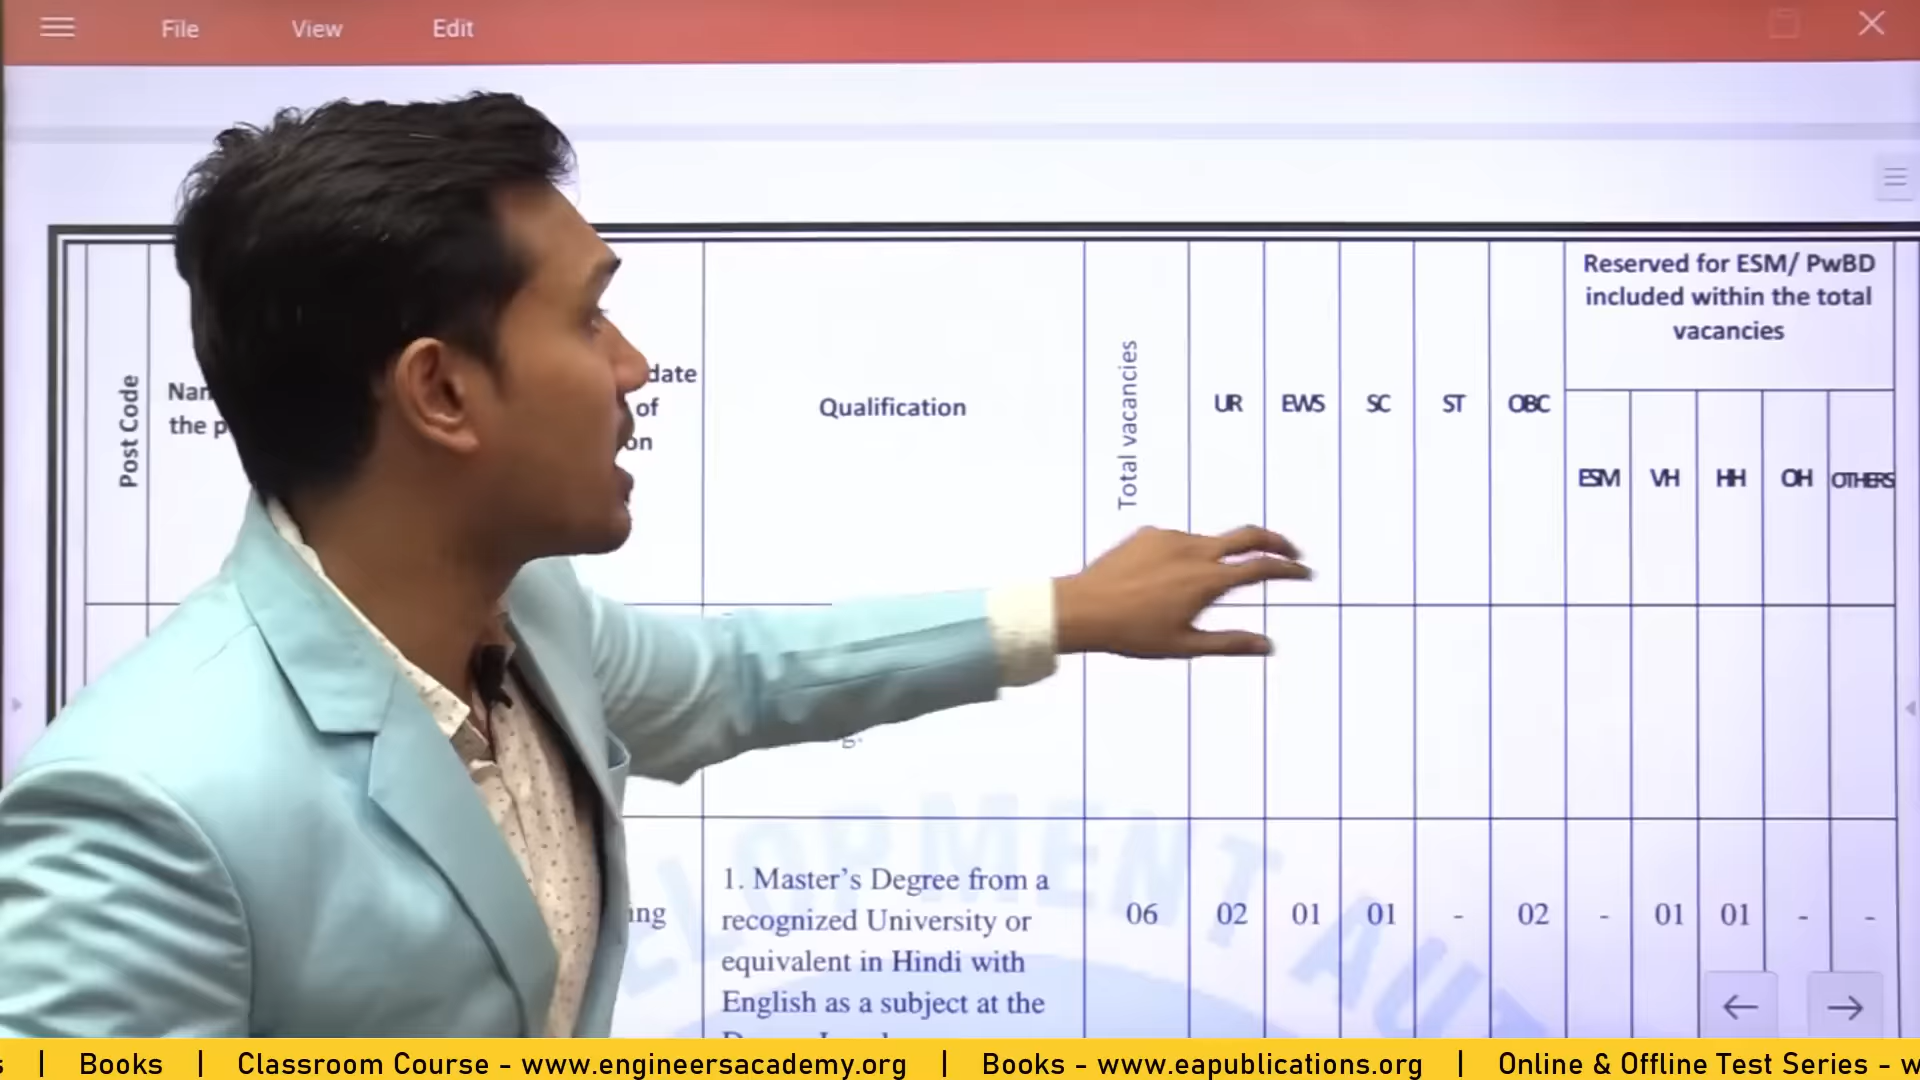 File View Edit
Post Code
the
date
of
on
Qualification
Total vacancies
UR EWS SC ST OBC
Reserved for ESM/ PwBD
included within the total
vacancies
ESM VH HH OH OTHERS
g.
ing
1. Master's Degree from a
recognized University or
equivalent in Hindi with
English as a subject at the
06 02 01 01 - 02 - 01 01 - -
| Books | Classroom Course - www.engineersacademy.org | Books - www.eapublications.org | Online & Offline Test Series - w